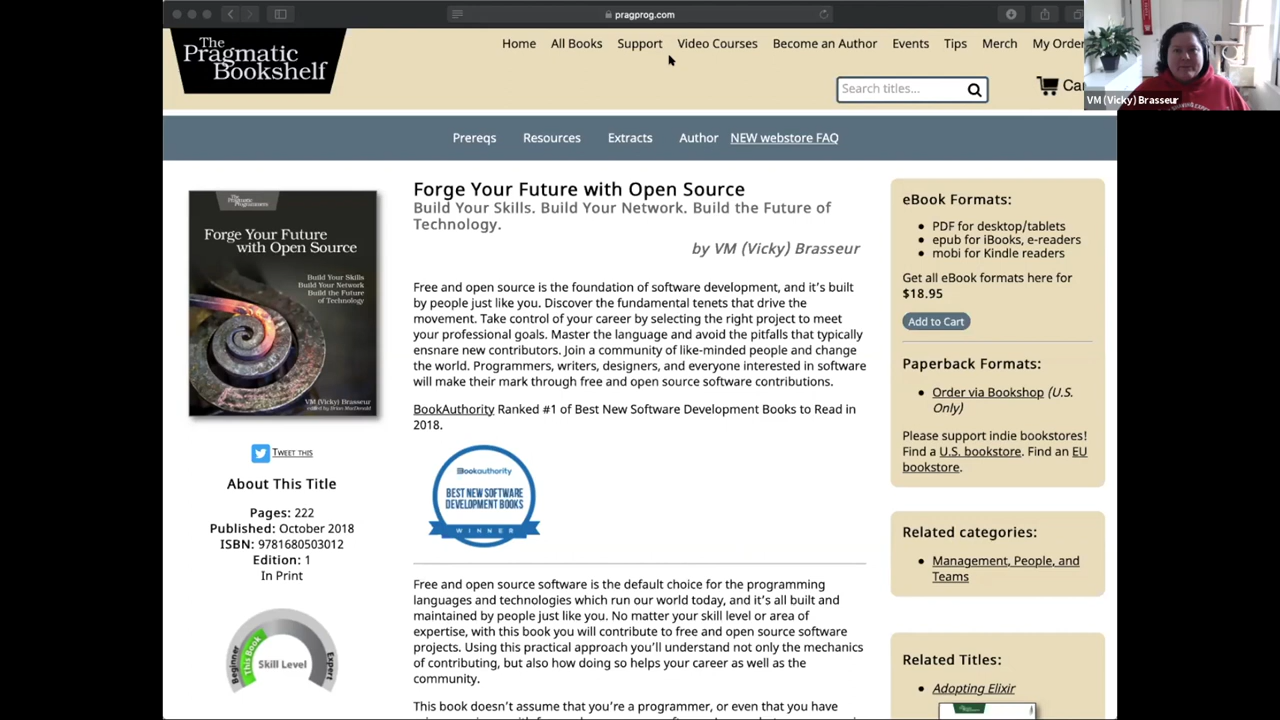 pragprog.com
The
Pragmatic
Bookshelf
Home All Books Support Video Courses Become an Author Events Tips Merch My Order
Search titles...
Prereqs Resources Extracts Author NEW webstore FAQ
VM (Vicky) Brasseur
The
Pragmatic
Programmers
Forge Your Future
with Open Source
Build Your Skills
Build Your Network
Build the Future
of Technology
VM (Vicky) Brasseur
edited by Brian MacDonald
TWEET THIS
About This Title
Pages: 222
Published: October 2018
ISBN: 9781680503012
Edition: 1
In Print
Beginner
This Book
Skill Level
Expert
Forge Your Future with Open Source
Build Your Skills. Build Your Network. Build the Future of
Technology.
by VM (Vicky) Brasseur
Free and open source is the foundation of software development, and it's built
by people just like you. Discover the fundamental tenets that drive the
movement. Take control of your career by selecting the right project to meet
your professional goals. Master the language and avoid the pitfalls that typically
ensnare new contributors. Join a community of like-minded people and change
the world. Programmers, writers, designers, and everyone interested in software
will make their mark through free and open source software contributions.
BookAuthority Ranked #1 of Best New Software Development Books to Read in
2018.
Bookauthority
BEST NEW SOFTWARE
DEVELOPMENT BOOKS
WINNER
Free and open source software is the default choice for the programming
languages and technologies which run our world today, and it's all built and
maintained by people just like you. No matter your skill level or area of
expertise, with this book you will contribute to free and open source software
projects. Using this practical approach you'll understand not only the mechanics
of contributing, but also how doing so helps your career as well as the
community.
This book doesn't assume that you're a programmer, or even that you have
eBook Formats:
PDF for desktop/tablets
epub for iBooks, e-readers
mobi for Kindle readers
Get all eBook formats here for
$18.95
Add to Cart
Paperback Formats:
Order via Bookshop (U.S.
Only)
Please support indie bookstores!
Find a U.S. bookstore. Find an EU
bookstore.
Related categories:
Management, People, and
Teams
Related Titles:
Adopting Elixir